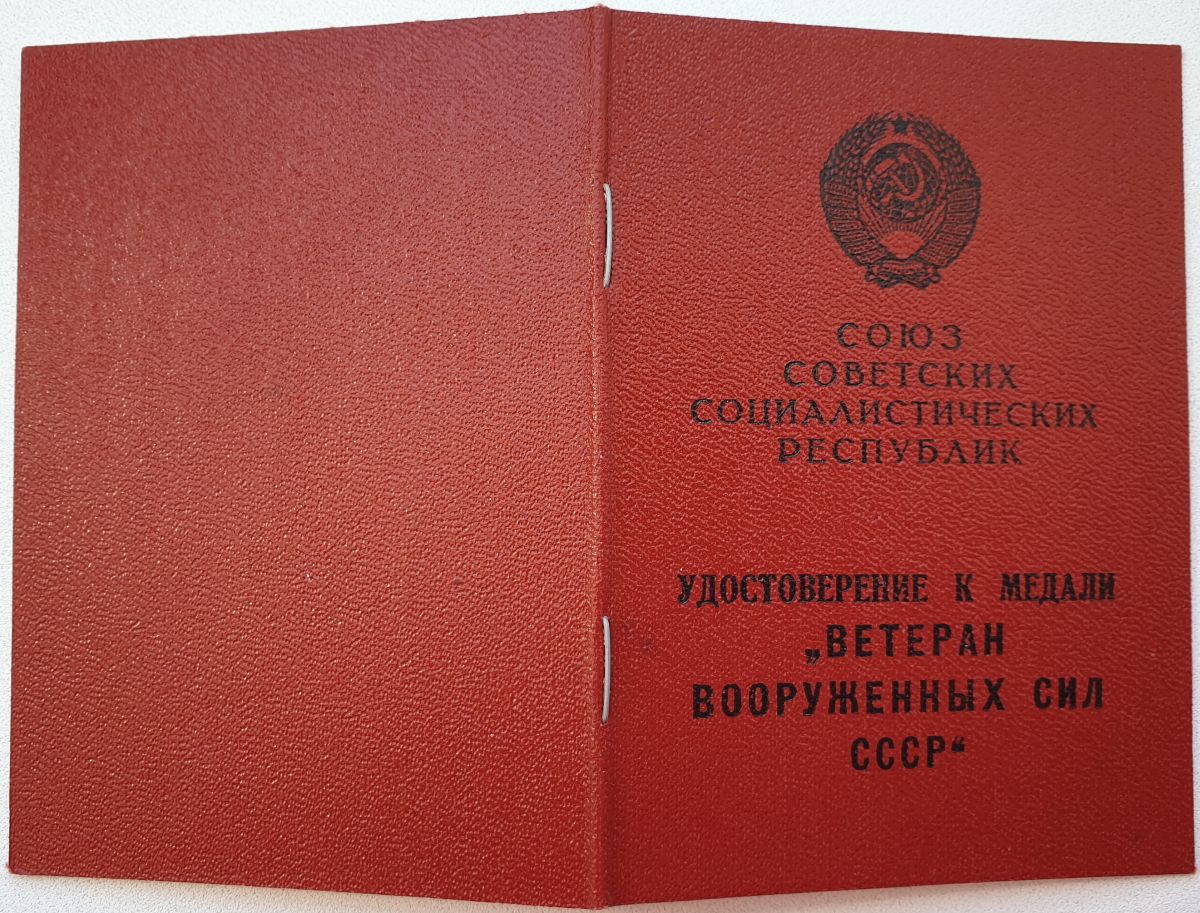 СОЮЗ
СОВЕТСКИХ
СОЦИАЛИСТИЧЕСКИХ
РЕСПУБЛИК
УДОСТОВЕРЕНИЕ К МЕДАЛИ
„ВЕТЕРАН
ВООРУЖЕННЫХ СИЛ
СССР“